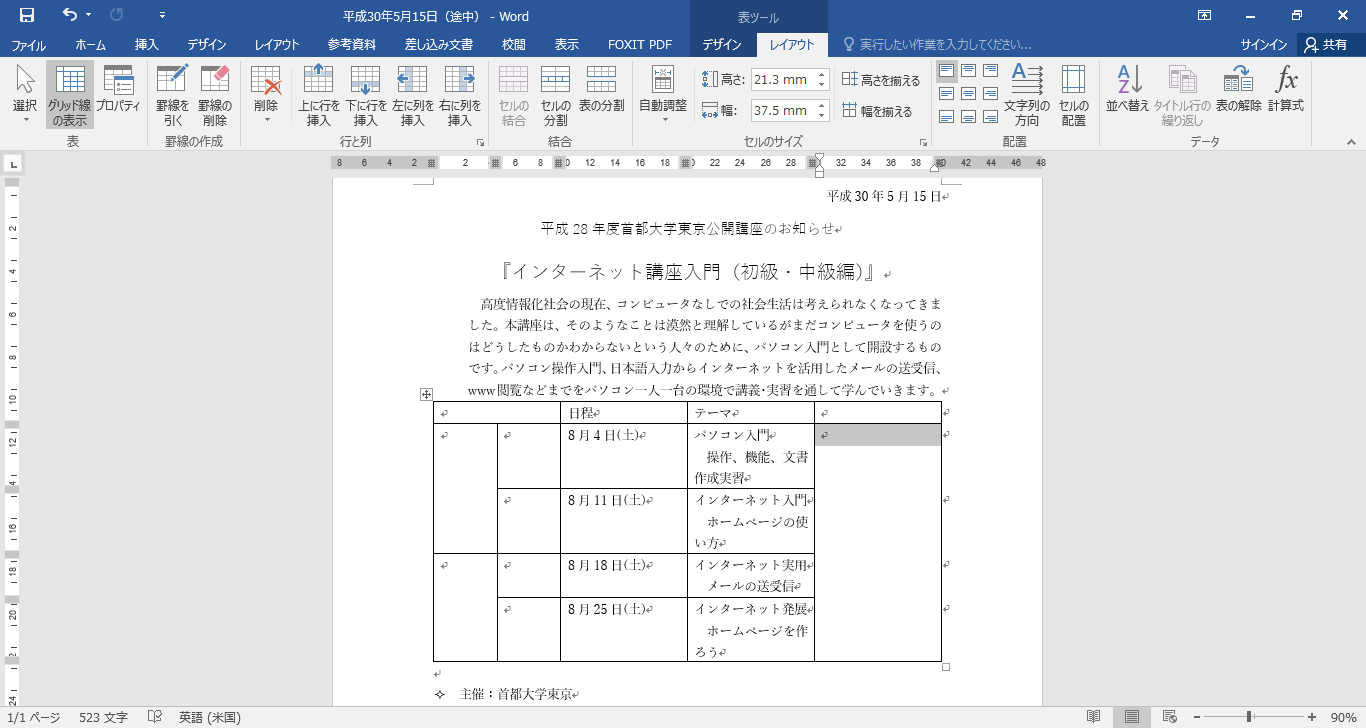 平成30年5月15日（途中） - Word
表ツール
ファイル ホーム 挿入 デザイン レイアウト 参考資料 差し込み文書 校閲 表示 FOXIT PDF デザイン レイアウト 実行したい作業を入力してください... サインイン 共有
選択
グリッド線の表示
プロパティ
罫線を引く
罫線の削除
削除
上に行を挿入
下に行を挿入
左に列を挿入
右に列を挿入
セルの結合
セルの分割
表の分割
自動調整
高さ: 21.3 mm
幅: 37.5 mm
高さを揃える
幅を揃える
文字列の方向
セルの配置
並べ替え
タイトル行の繰り返し
表の解除
計算式
表 罫線の作成 行と列 結合 セルのサイズ 配置 データ
8 6 4 2 2 6 8 12 14 16 18 22 24 26 28 32 34 36 38 40 42 44 46 48
平成 30 年 5 月 15 日
平成 28 年度首都大学東京公開講座のお知らせ
『インターネット講座入門（初級・中級編）』
高度情報化社会の現在、コンピュータなしでの社会生活は考えられなくなってきま
した。本講座は、そのようなことは漠然と理解しているがまだコンピュータを使うの
はどうしたものかわからないという人々のために、パソコン入門として開設するもの
です。パソコン操作入門、日本語入力からインターネットを活用したメールの送受信、
www 閲覧などまでをパソコン一人一台の環境で講義･実習を通して学んでいきます。
日程 テーマ
8 月 4 日(土) パソコン入門
操作、機能、文書
作成実習
8 月 11 日(土) インターネット入門
ホームページの使
い方
8 月 18 日(土) インターネット実用
メールの送受信
8 月 25 日(土) インターネット発展
ホームページを作
ろう
主催：首都大学東京
1/1 ページ 523 文字 英語 (米国) 90%